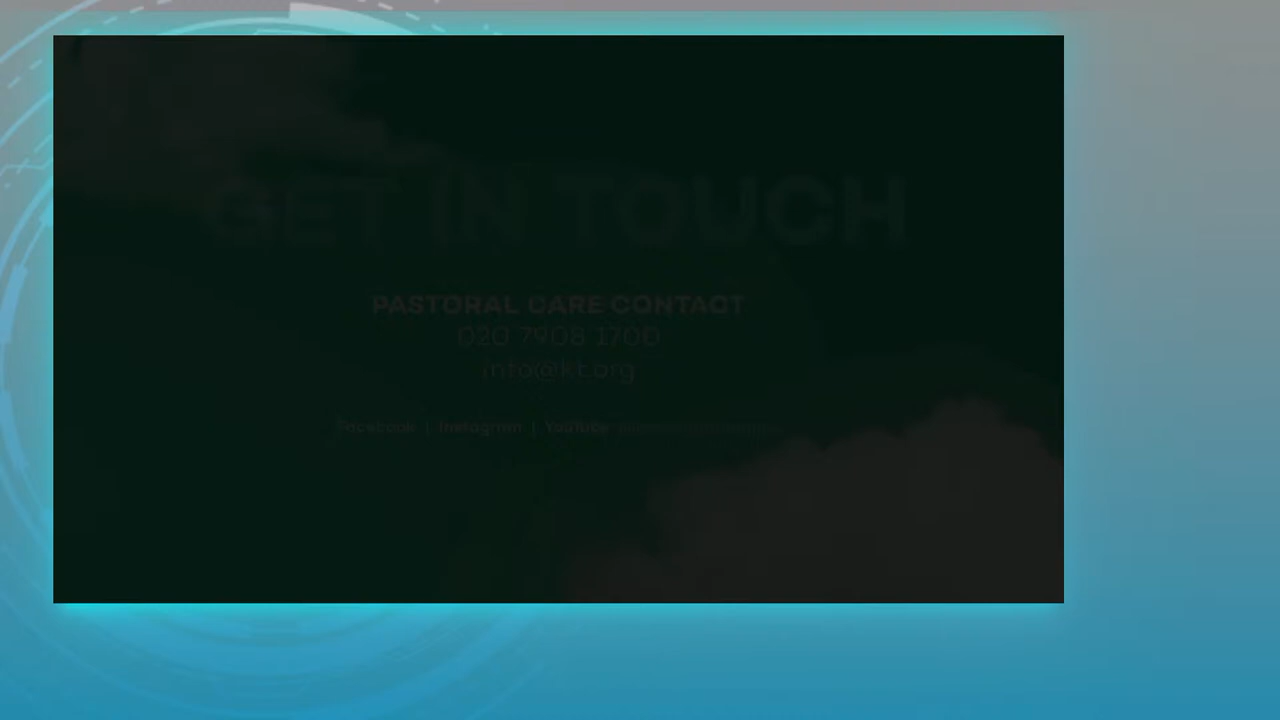 GET IN TOUCH
PASTORAL CARE CONTACT
020 7908 1700
info@kt.org
Facebook | Instagram | YouTube